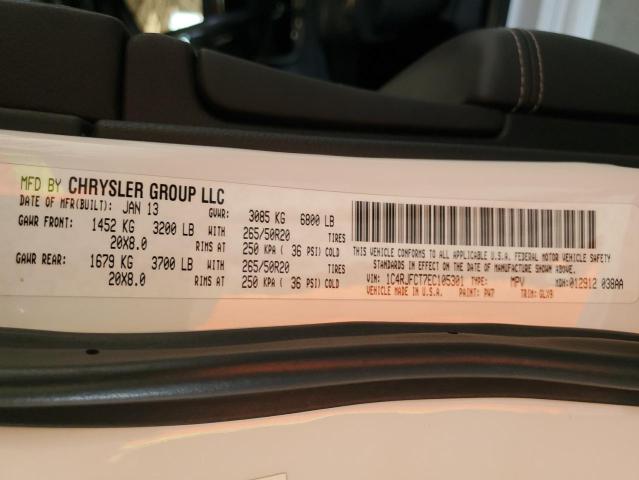 MFD BY CHRYSLER GROUP LLC
DATE OF MFR(BUILT): JAN 13 GVWR: 3085 KG 6800 LB
GAWR FRONT: 1452 KG 3200 LB WITH 265/50R20 TIRES
20X8.0 RIMS AT 250 KPA ( 36 PSI) COLD
GAWR REAR: 1679 KG 3700 LB WITH 265/50R20 TIRES
20X8.0 RIMS AT 250 KPA ( 36 PSI) COLD
THIS VEHICLE CONFORMS TO ALL APPLICABLE U.S.A. FEDERAL MOTOR VEHICLE SAFETY
STANDARDS IN EFFECT ON THE DATE OF MANUFACTURE SHOWN ABOVE.
VIN: 1C4RJFCT7EC105301 TYPE: MPV MDH:012912 038AA
VEHICLE MADE IN U.S.A. PAINT: PW7 TRIM: GLX9